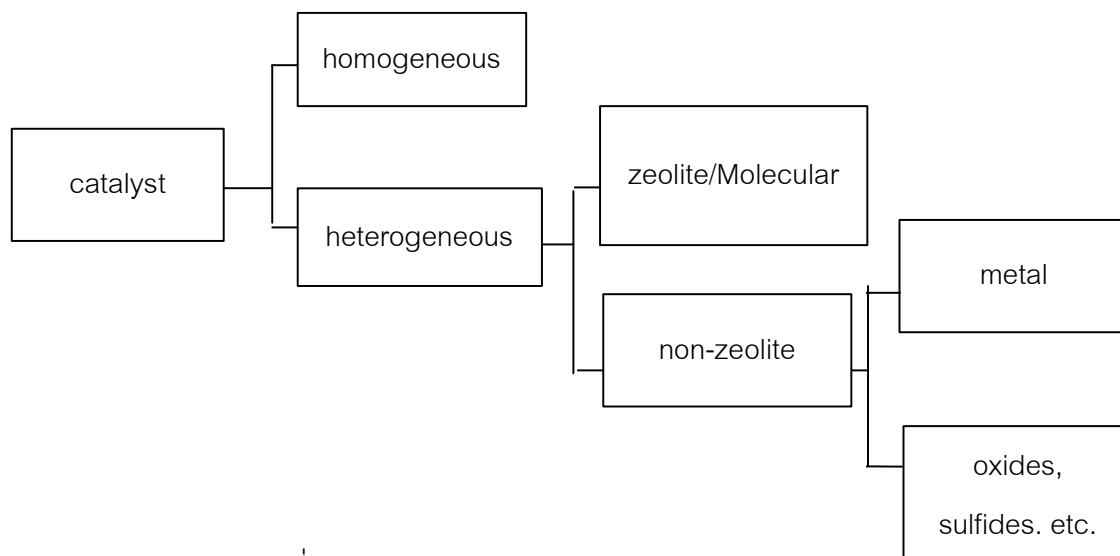 homogeneous
catalyst
zeolite/Molecular
heterogeneous
metal
non-zeolite
oxides,
sulfides. etc.